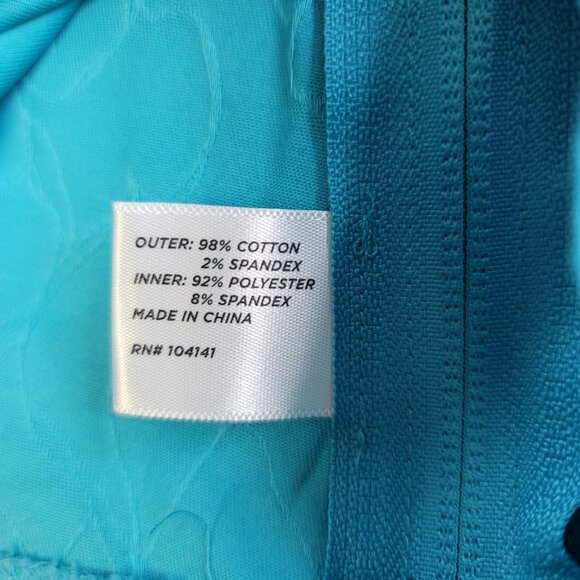 OUTER: 98% COTTON
2% SPANDEX
INNER: 92% POLYESTER
8% SPANDEX
MADE IN CHINA
RN# 104141